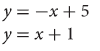 y = −x + 5
y = x + 1